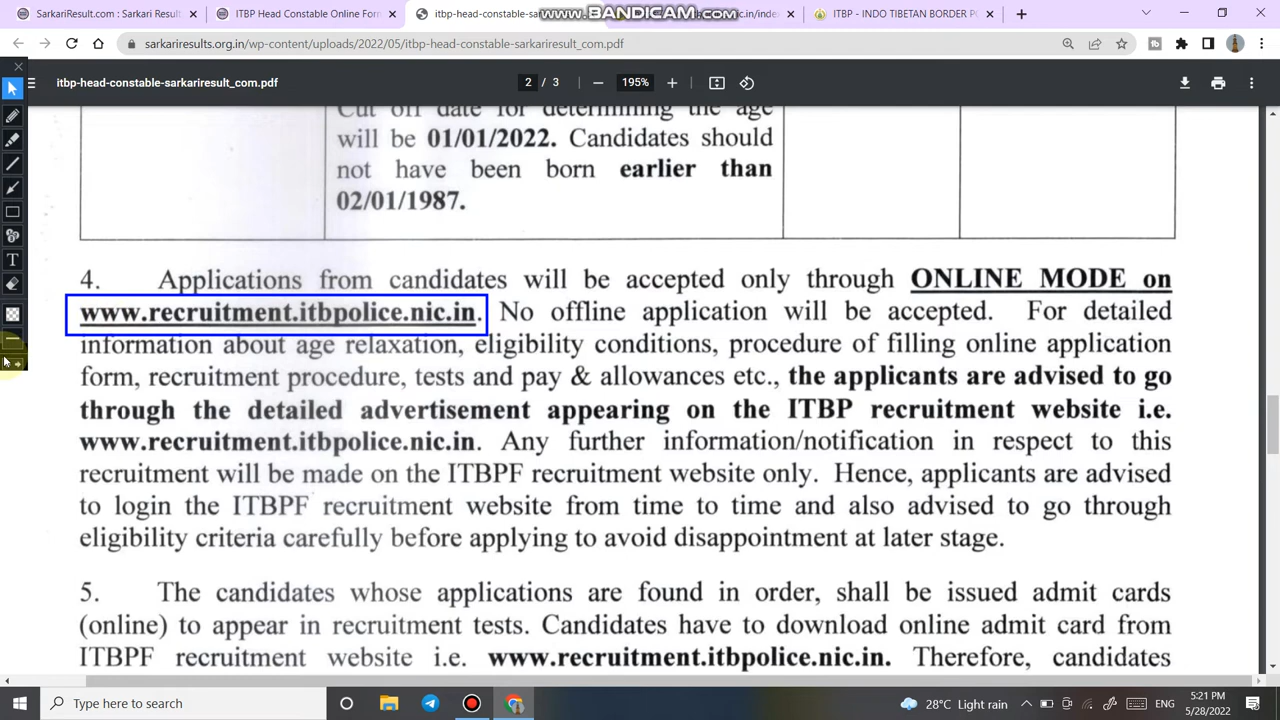 SarkariResult.com : Sarkari Resul
ITBP Head Constable Online Form
itbp-head-constable-sa
www.BANDICAM.com
/inde
ITBP - INDO TIBETAN BORDER P
sarkariresults.org.in/wp-content/uploads/2022/05/itbp-head-constable-sarkariresult_com.pdf
itbp-head-constable-sarkariresult_com.pdf
2 / 3
195%
Cut off date for determining the age
will be 01/01/2022. Candidates should
not have been born earlier than
02/01/1987.
4. Applications from candidates will be accepted only through ONLINE MODE on
www.recruitment.itbpolice.nic.in. No offline application will be accepted. For detailed
information about age relaxation, eligibility conditions, procedure of filling online application
form, recruitment procedure, tests and pay & allowances etc., the applicants are advised to go
through the detailed advertisement appearing on the ITBP recruitment website i.e.
www.recruitment.itbpolice.nic.in. Any further information/notification in respect to this
recruitment will be made on the ITBPF recruitment website only. Hence, applicants are advised
to login the ITBPF recruitment website from time to time and also advised to go through
eligibility criteria carefully before applying to avoid disappointment at later stage.
5. The candidates whose applications are found in order, shall be issued admit cards
(online) to appear in recruitment tests. Candidates have to download online admit card from
ITBPF recruitment website i.e. www.recruitment.itbpolice.nic.in. Therefore, candidates
Type here to search
28°C Light rain
ENG
5:21 PM
5/28/2022